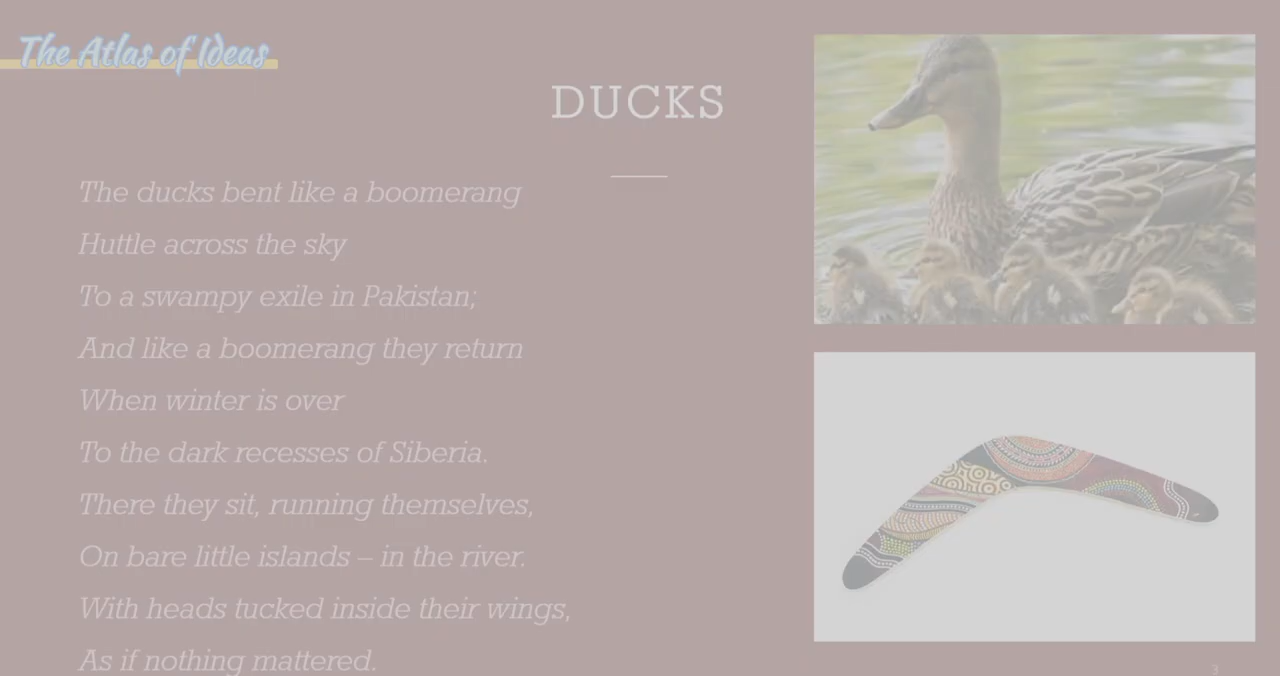 The Atlas of Ideas
DUCKS
The ducks bent like a boomerang
Huttle across the sky
To a swampy exile in Pakistan;
And like a boomerang they return
When winter is over
To the dark recesses of Siberia.
There they sit, running themselves,
On bare little islands – in the river.
With heads tucked inside their wings,
As if nothing mattered.
3